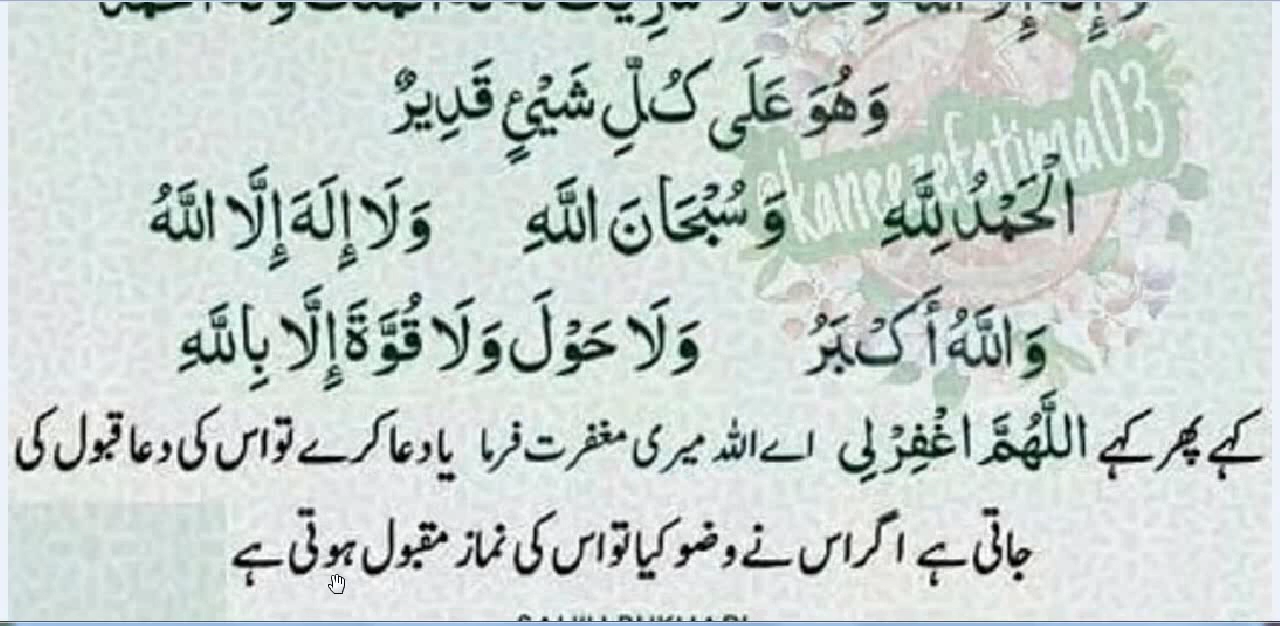 وَهُوَ عَلَى كُلِّ شَيْئٍ قَدِيرٌ
@kaneezefatima03
الْحَمْدُ لِلَّهِ وَسُبْحَانَ اللَّهِ وَلَا إِلَهَ إِلَّا اللَّهُ
وَاللَّهُ أَكْبَرُ وَلَا حَوْلَ وَلَا قُوَّةَ إِلَّا بِاللَّهِ
کہے پھر کہے اللَّهُمَّ اغْفِرْ لِي اے اللہ میری مغفرت فرما یا دعا کرے تو اس کی دعا قبول کی
جاتی ہے اگر اس نے وضو کیا تو اس کی نماز مقبول ہوتی ہے